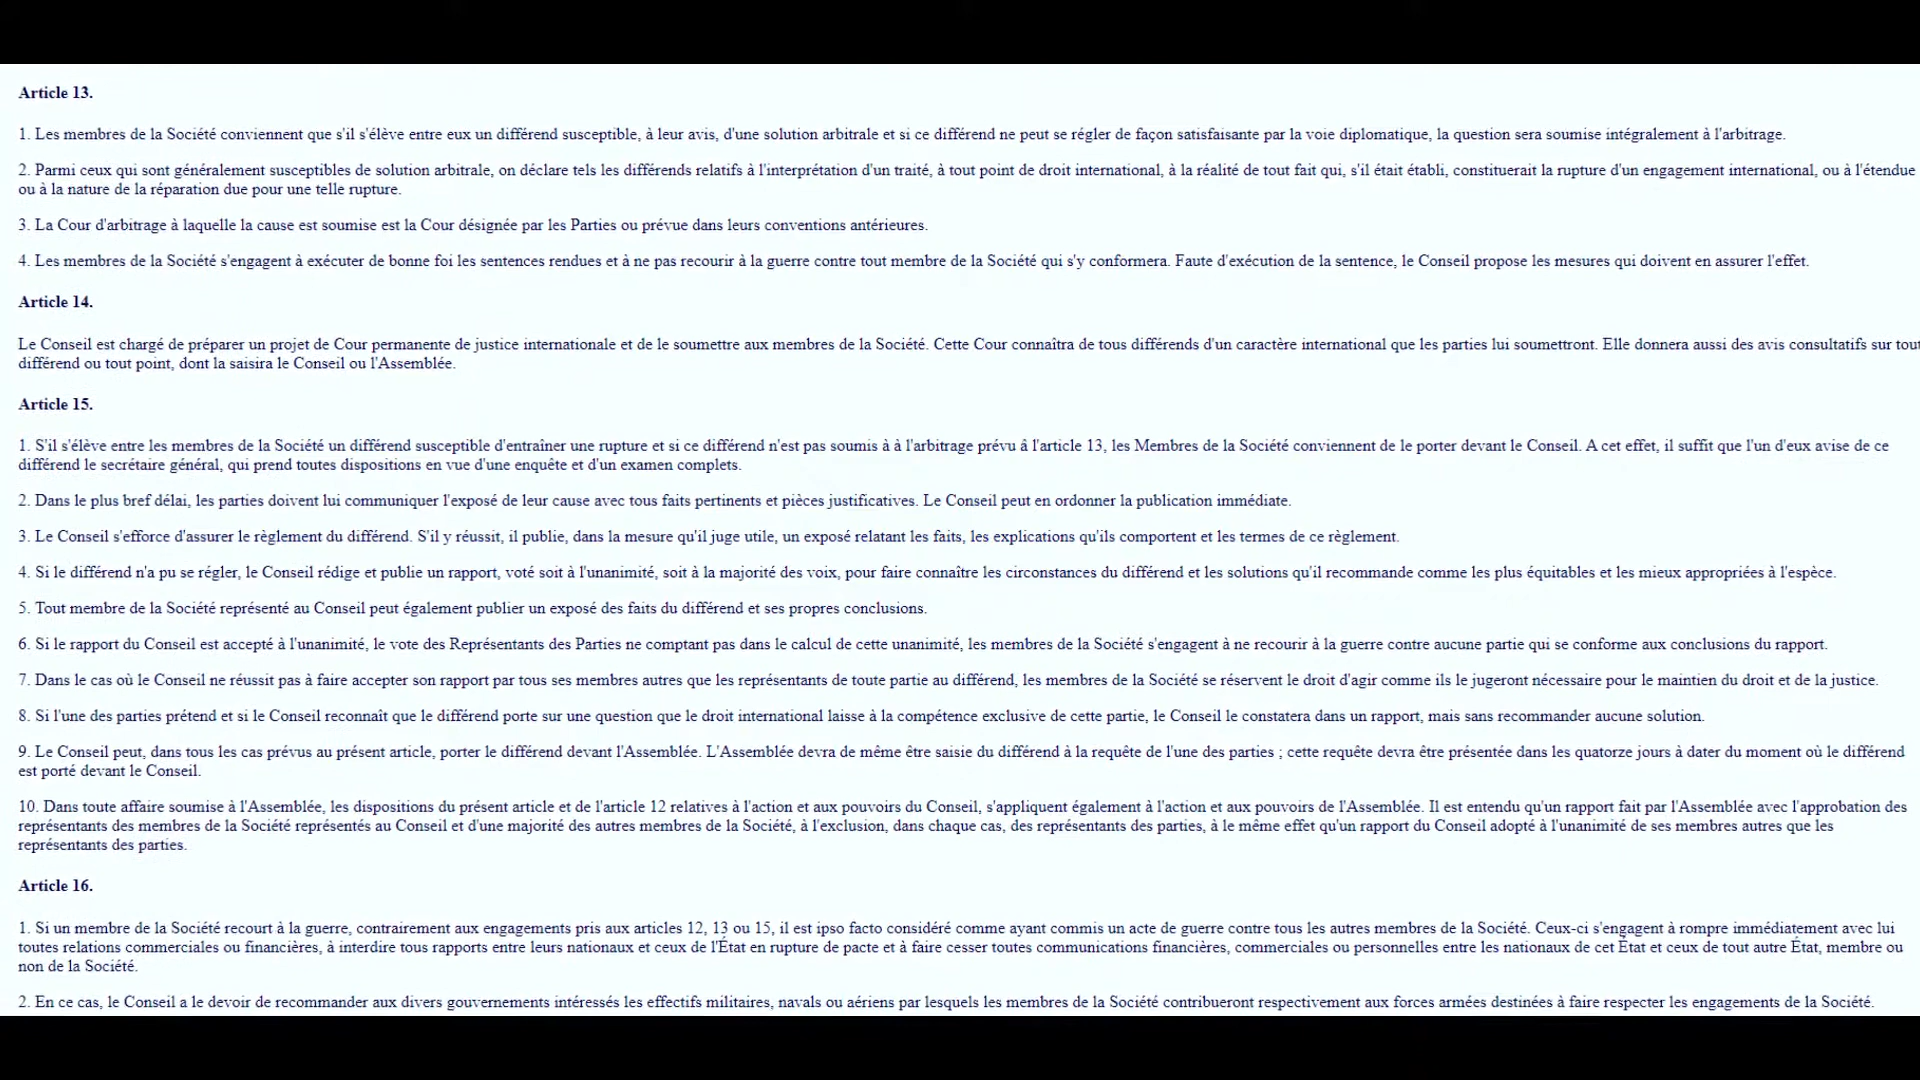 Article 13.
1. Les membres de la Société conviennent que s'il s'élève entre eux un différend susceptible, à leur avis, d'une solution arbitrale et si ce différend ne peut se régler de façon satisfaisante par la voie diplomatique, la question sera soumise intégralement à l'arbitrage.
2. Parmi ceux qui sont généralement susceptibles de solution arbitrale, on déclare tels les différends relatifs à l'interprétation d'un traité, à tout point de droit international, à la réalité de tout fait qui, s'il était établi, constituerait la rupture d'un engagement international, ou à l'étendue
ou à la nature de la réparation due pour une telle rupture.
3. La Cour d'arbitrage à laquelle la cause est soumise est la Cour désignée par les Parties ou prévue dans leurs conventions antérieures.
4. Les membres de la Société s'engagent à exécuter de bonne foi les sentences rendues et à ne pas recourir à la guerre contre tout membre de la Société qui s'y conformera. Faute d'exécution de la sentence, le Conseil propose les mesures qui doivent en assurer l'effet.
Article 14.
Le Conseil est chargé de préparer un projet de Cour permanente de justice internationale et de le soumettre aux membres de la Société. Cette Cour connaîtra de tous différends d'un caractère international que les parties lui soumettront. Elle donnera aussi des avis consultatifs sur tout
différend ou tout point, dont la saisira le Conseil ou l'Assemblée.
Article 15.
1. S'il s'élève entre les membres de la Société un différend susceptible d'entraîner une rupture et si ce différend n'est pas soumis à à l'arbitrage prévu â l'article 13, les Membres de la Société conviennent de le porter devant le Conseil. A cet effet, il suffit que l'un d'eux avise de ce
différend le secrétaire général, qui prend toutes dispositions en vue d'une enquête et d'un examen complets.
2. Dans le plus bref délai, les parties doivent lui communiquer l'exposé de leur cause avec tous faits pertinents et pièces justificatives. Le Conseil peut en ordonner la publication immédiate.
3. Le Conseil s'efforce d'assurer le règlement du différend. S'il y réussit, il publie, dans la mesure qu'il juge utile, un exposé relatant les faits, les explications qu'ils comportent et les termes de ce règlement.
4. Si le différend n'a pu se régler, le Conseil rédige et publie un rapport, voté soit à l'unanimité, soit à la majorité des voix, pour faire connaître les circonstances du différend et les solutions qu'il recommande comme les plus équitables et les mieux appropriées à l'espèce.
5. Tout membre de la Société représenté au Conseil peut également publier un exposé des faits du différend et ses propres conclusions.
6. Si le rapport du Conseil est accepté à l'unanimité, le vote des Représentants des Parties ne comptant pas dans le calcul de cette unanimité, les membres de la Société s'engagent à ne recourir à la guerre contre aucune partie qui se conforme aux conclusions du rapport.
7. Dans le cas où le Conseil ne réussit pas à faire accepter son rapport par tous ses membres autres que les représentants de toute partie au différend, les membres de la Société se réservent le droit d'agir comme ils le jugeront nécessaire pour le maintien du droit et de la justice.
8. Si l'une des parties prétend et si le Conseil reconnaît que le différend porte sur une question que le droit international laisse à la compétence exclusive de cette partie, le Conseil le constatera dans un rapport, mais sans recommander aucune solution.
9. Le Conseil peut, dans tous les cas prévus au présent article, porter le différend devant l'Assemblée. L'Assemblée devra de même être saisie du différend à la requête de l'une des parties ; cette requête devra être présentée dans les quatorze jours à dater du moment où le différend
est porté devant le Conseil.
10. Dans toute affaire soumise à l'Assemblée, les dispositions du présent article et de l'article 12 relatives à l'action et aux pouvoirs du Conseil, s'appliquent également à l'action et aux pouvoirs de l'Assemblée. Il est entendu qu'un rapport fait par l'Assemblée avec l'approbation des
représentants des membres de la Société représentés au Conseil et d'une majorité des autres membres de la Société, à l'exclusion, dans chaque cas, des représentants des parties, à le même effet qu'un rapport du Conseil adopté à l'unanimité de ses membres autres que les
représentants des parties.
Article 16.
1. Si un membre de la Société recourt à la guerre, contrairement aux engagements pris aux articles 12, 13 ou 15, il est ipso facto considéré comme ayant commis un acte de guerre contre tous les autres membres de la Société. Ceux-ci s'engagent à rompre immédiatement avec lui
toutes relations commerciales ou financières, à interdire tous rapports entre leurs nationaux et ceux de l'État en rupture de pacte et à faire cesser toutes communications financières, commerciales ou personnelles entre les nationaux de cet État et ceux de tout autre État, membre ou
non de la Société.
2. En ce cas, le Conseil a le devoir de recommander aux divers gouvernements intéressés les effectifs militaires, navals ou aériens par lesquels les membres de la Société contribueront respectivement aux forces armées destinées à faire respecter les engagements de la Société.